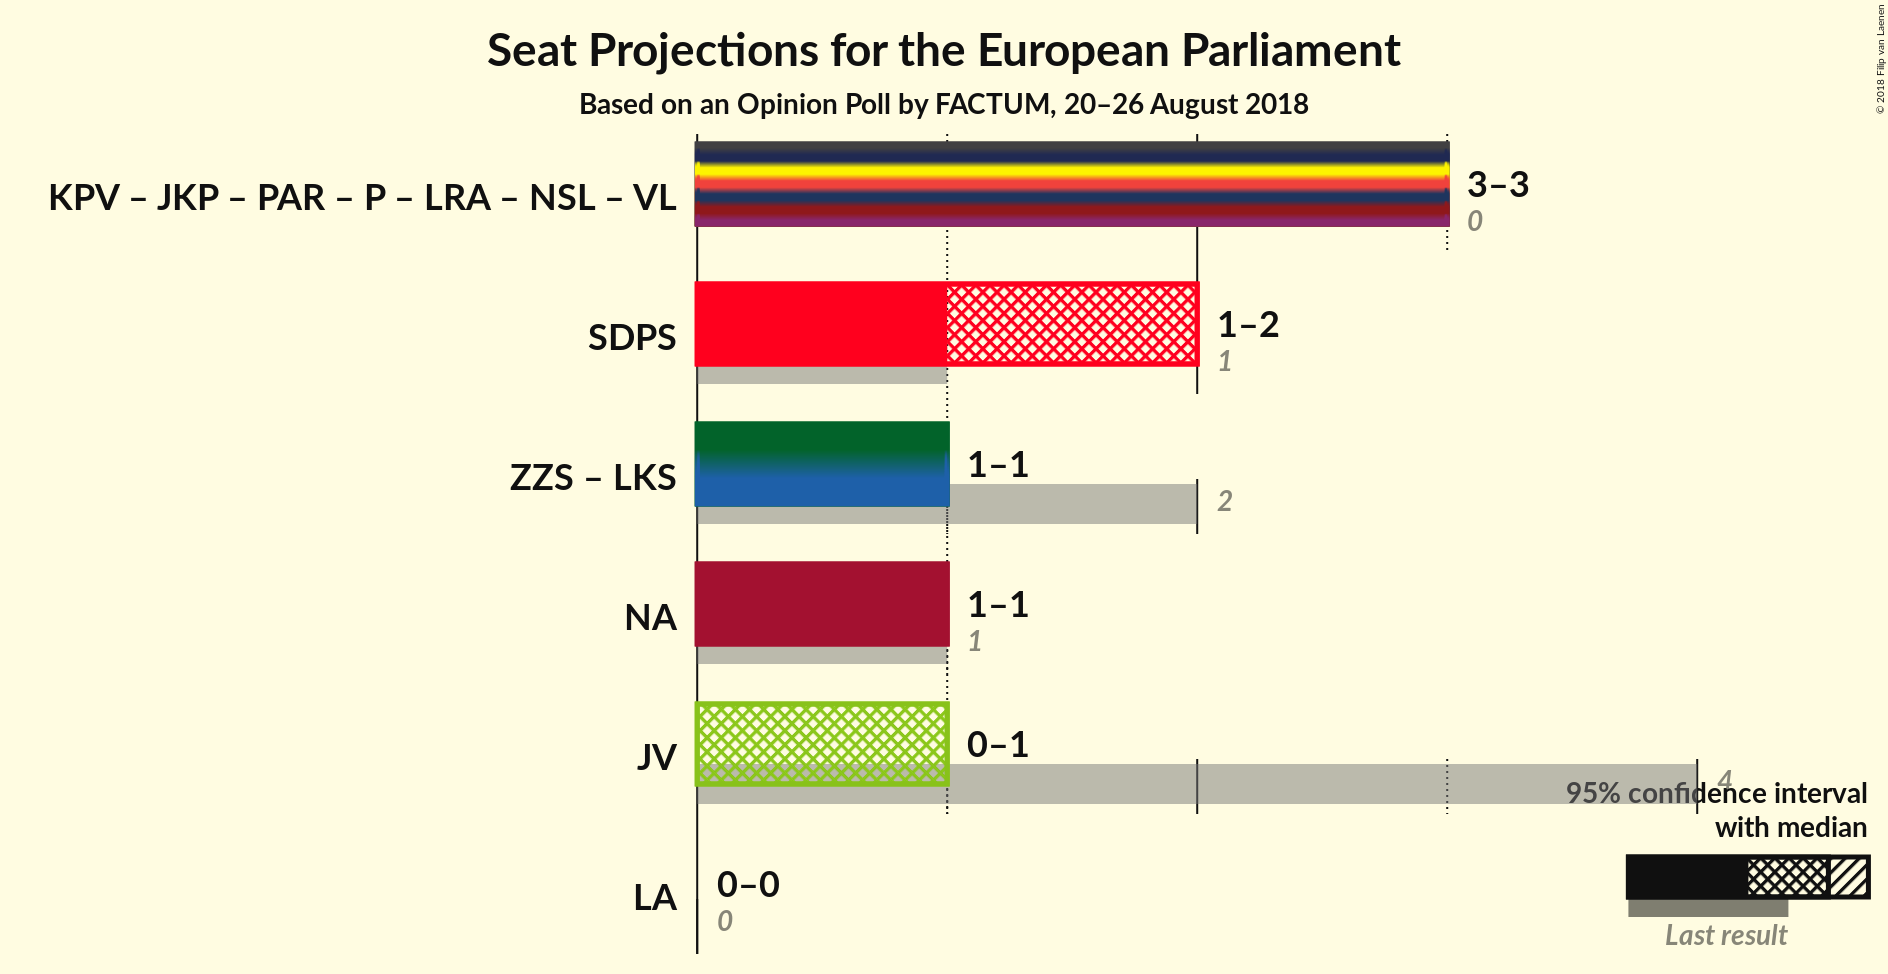 Seat Projections for the European Parliament
Based on an Opinion Poll by FACTUM, 20–26 August 2018
© 2018 Filip van Laenen
KPV – JKP – PAR – P – LRA – NSL – VL
3–3
0
SDPS
1–2
1
ZZS – LKS
1–1
2
NA
1–1
1
JV
0–1
4
LA
0–0
0
95% confidence interval
with median
Last result